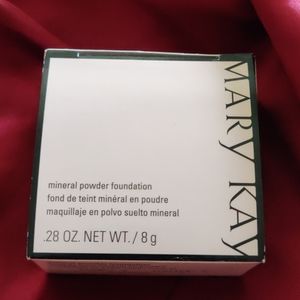 MARY KAY
mineral powder foundation
fond de teint minéral en poudre
maquillaje en polvo suelto mineral
.28 OZ. NET WT. / 8 g